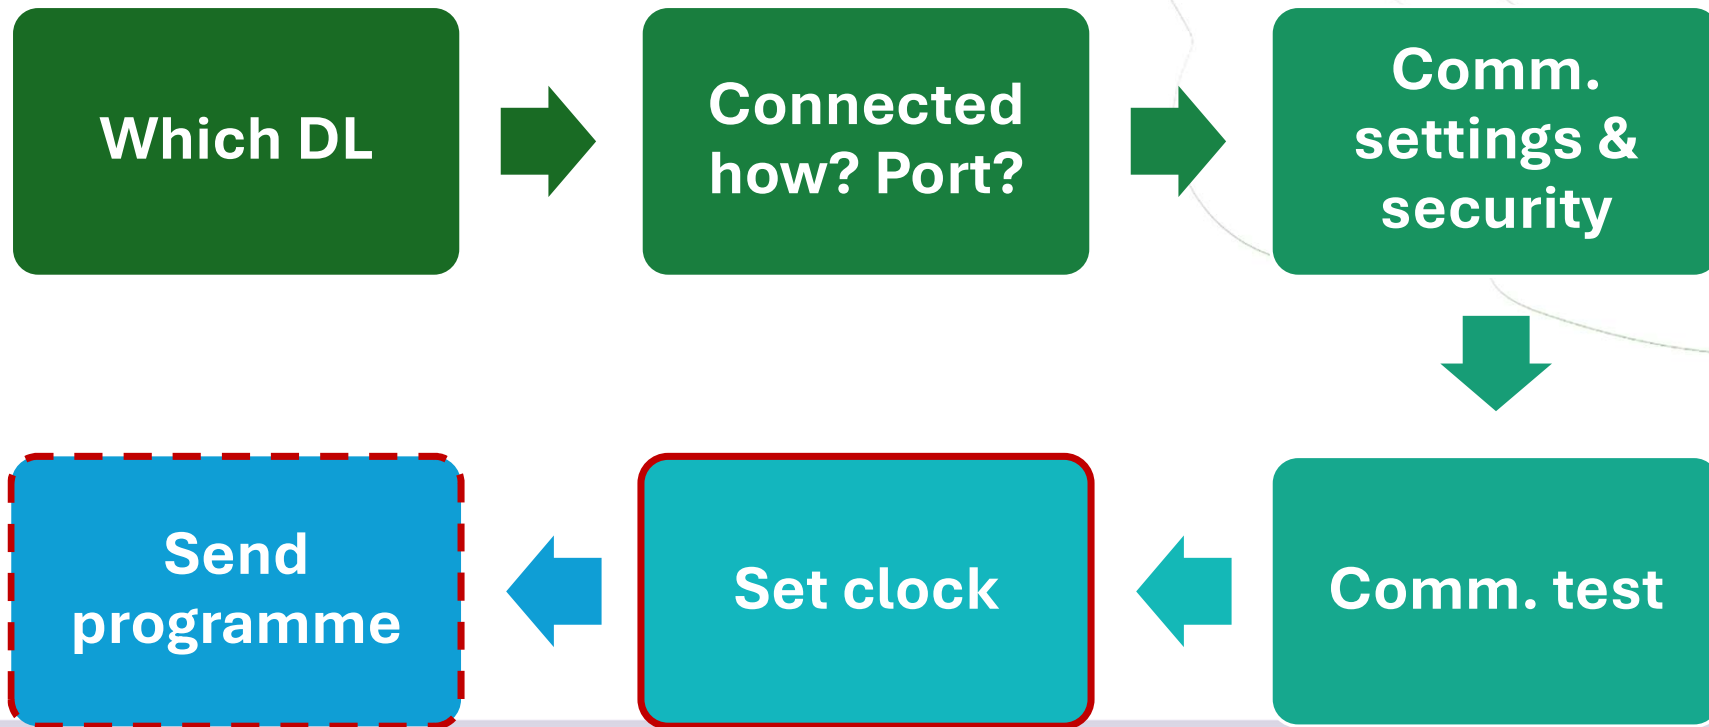 Which DL
Connected
how? Port?
Comm.
settings &
security
Comm. test
Set clock
Send
programme